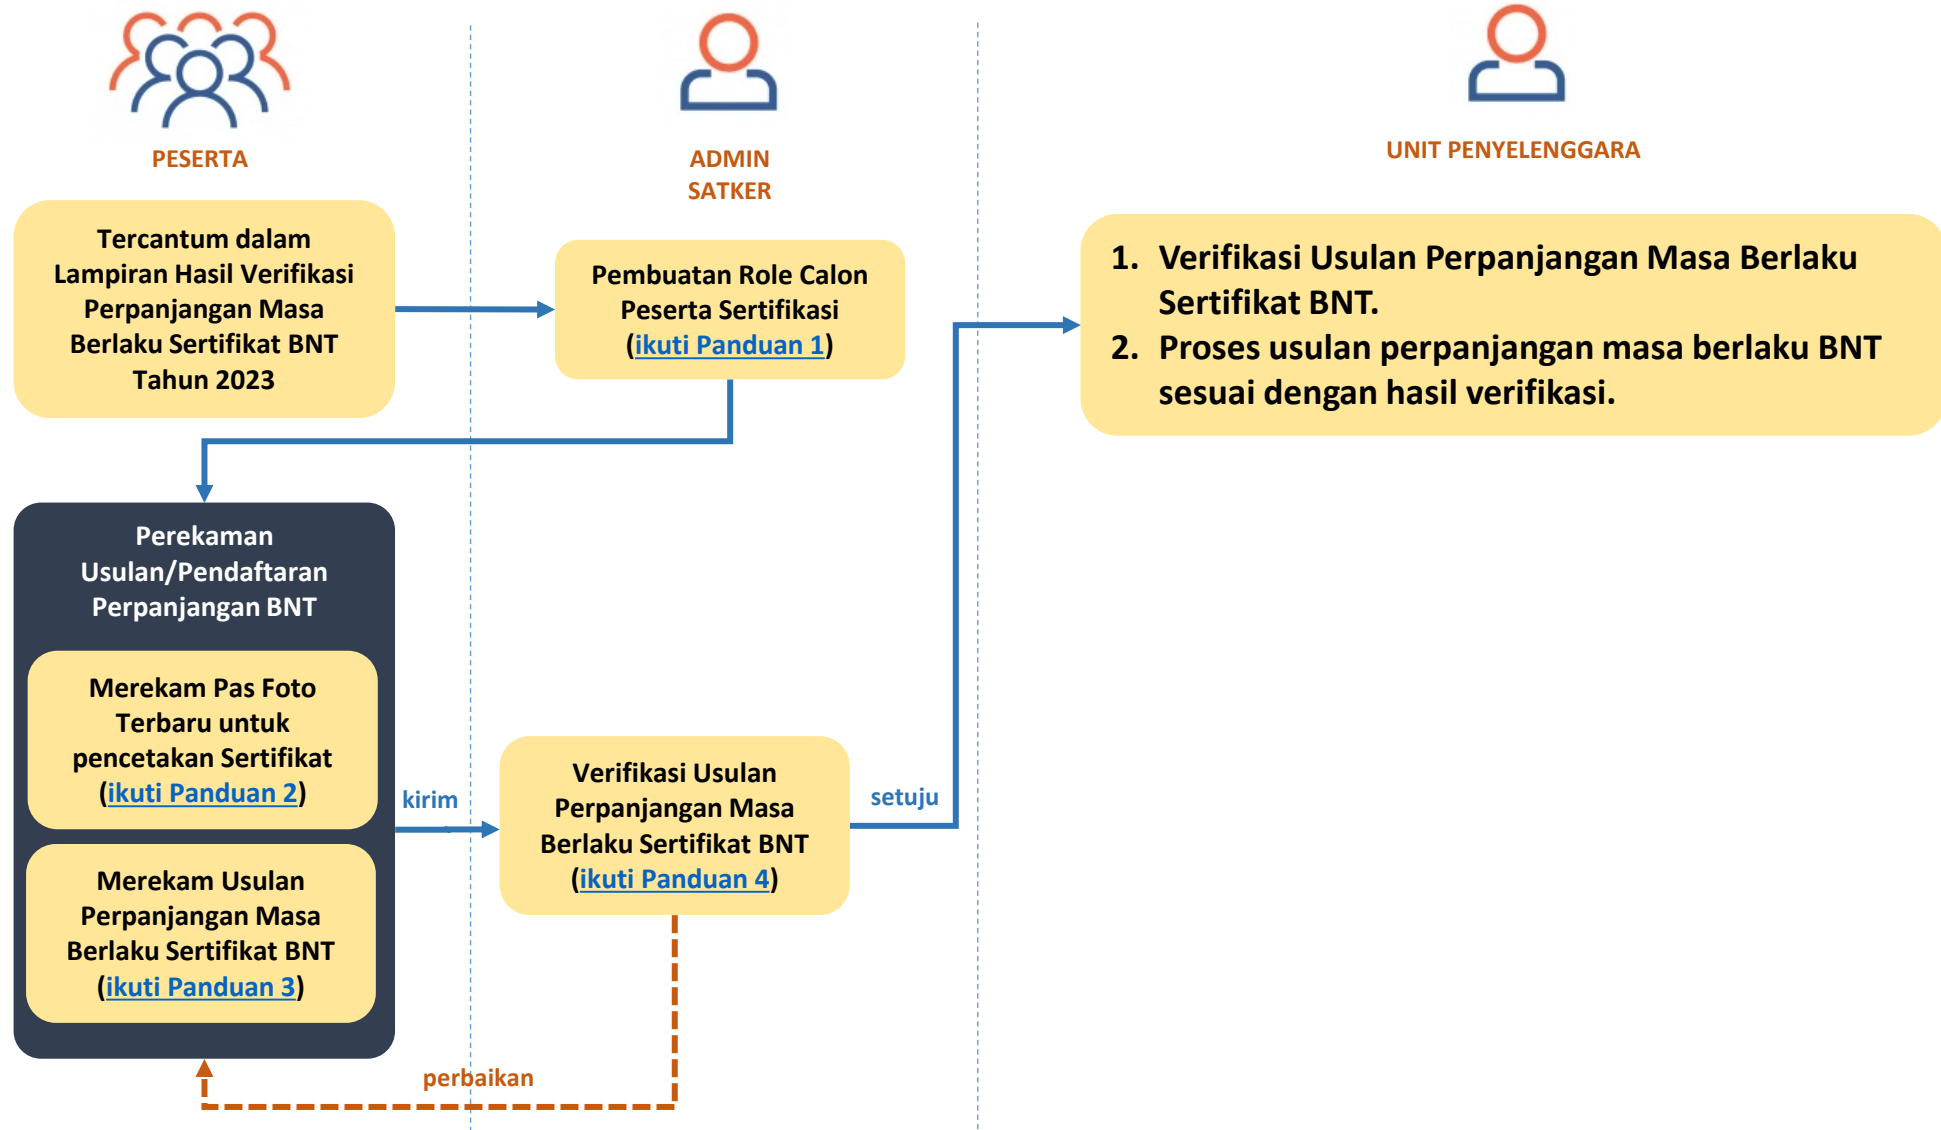 PESERTA
ADMIN
SATKER
UNIT PENYELENGGARA
Tercantum dalam
Lampiran Hasil Verifikasi
Perpanjangan Masa
Berlaku Sertifikat BNT
Tahun 2023
Pembuatan Role Calon
Peserta Sertifikasi
(ikuti Panduan 1)
1. Verifikasi Usulan Perpanjangan Masa Berlaku
Sertifikat BNT.
2. Proses usulan perpanjangan masa berlaku BNT
sesuai dengan hasil verifikasi.
Perekaman
Usulan/Pendaftaran
Perpanjangan BNT
Merekam Pas Foto
Terbaru untuk
pencetakan Sertifikat
(ikuti Panduan 2)
Merekam Usulan
Perpanjangan Masa
Berlaku Sertifikat BNT
(ikuti Panduan 3)
kirim
Verifikasi Usulan
Perpanjangan Masa
Berlaku Sertifikat BNT
(ikuti Panduan 4)
setuju
perbaikan